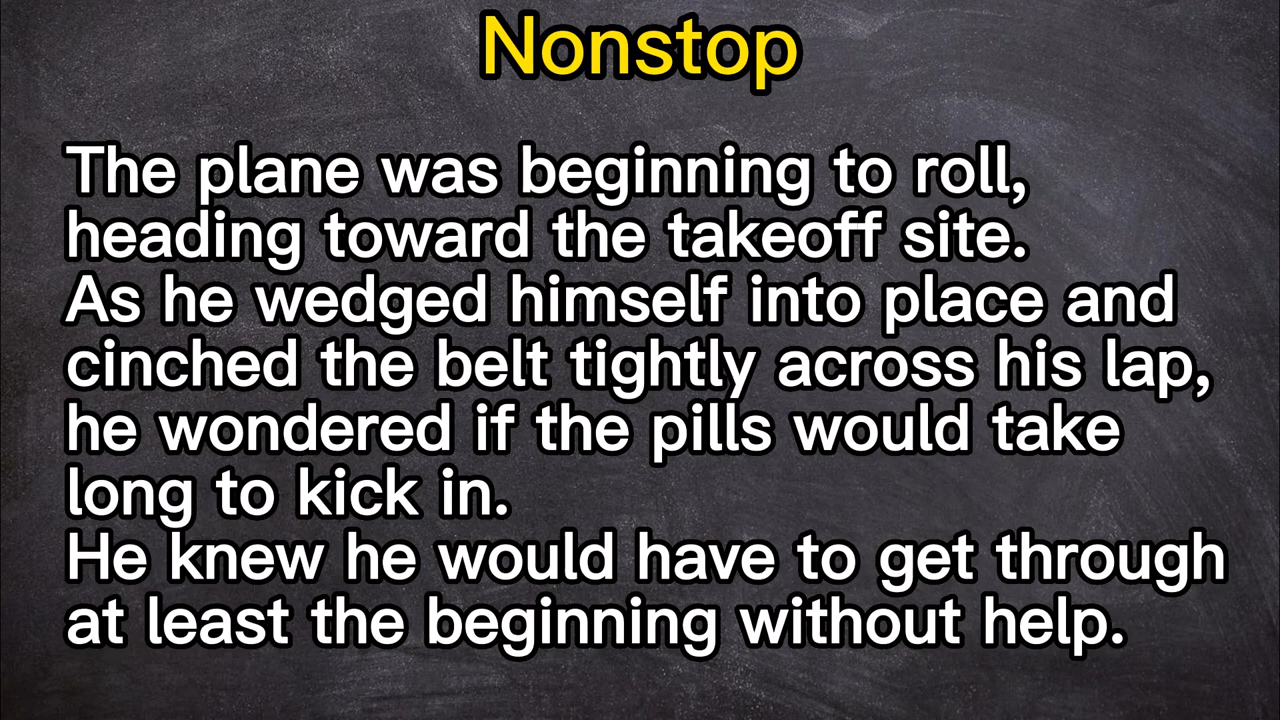 Nonstop
The plane was beginning to roll,
heading toward the takeoff site.
As he wedged himself into place and
cinched the belt tightly across his lap,
he wondered if the pills would take
long to kick in.
He knew he would have to get through
at least the beginning without help.